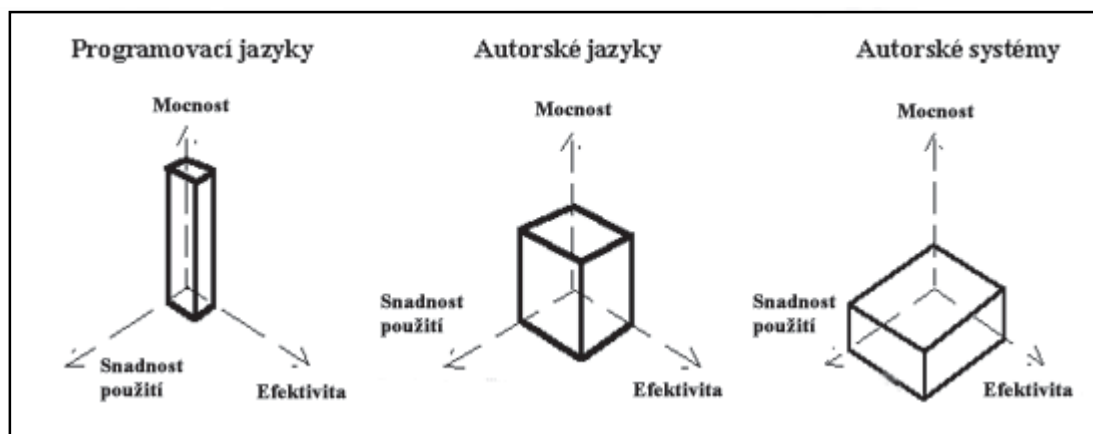 Programovací jazyky
Autorské jazyky
Autorské systémy
Mocnost
Mocnost
Mocnost
Snadnost
použití
Efektivita
Snadnost
použití
Efektivita
Snadnost
použití
Efektivita